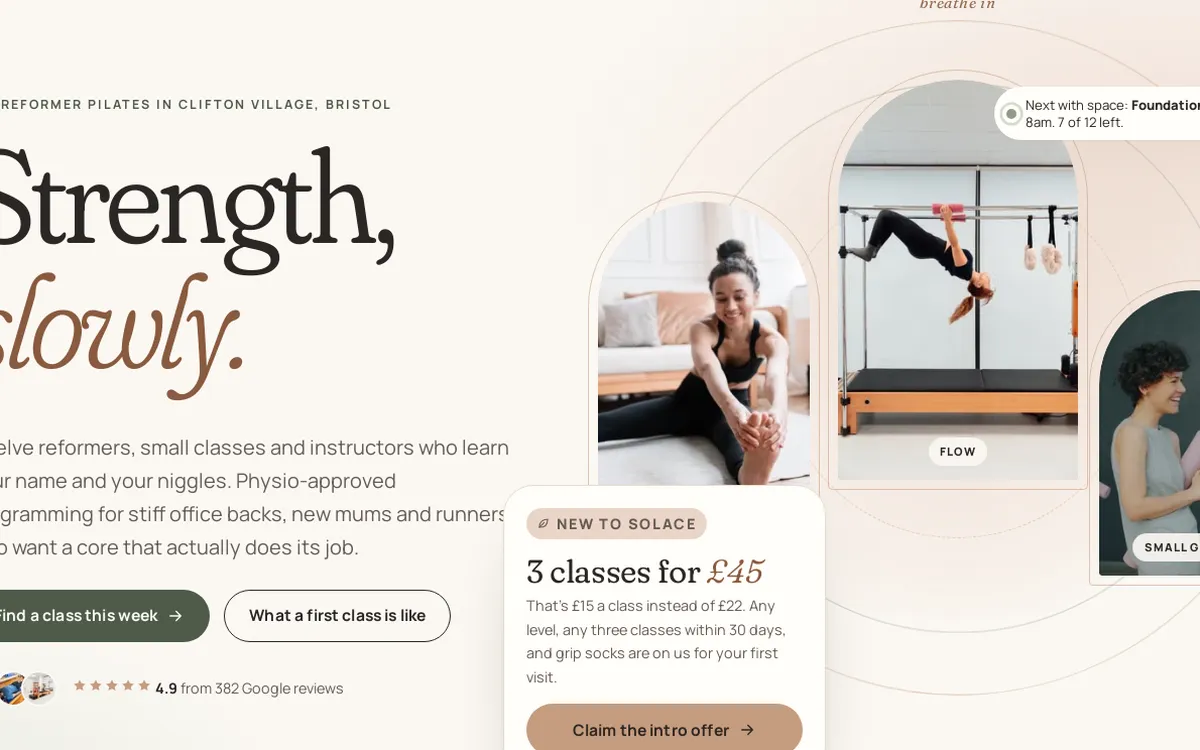 breathe in
REFORMER PILATES IN CLIFTON VILLAGE, BRISTOL
Next with space: Foundation
8am. 7 of 12 left.
Strength,
slowly.
FLOW
elve reformers, small classes and instructors who learn
ur name and your niggles. Physio-approved
gramming for stiff office backs, new mums and runners
o want a core that actually does its job.
SMALL G
Find a class this week →
What a first class is like
4.9 from 382 Google reviews
NEW TO SOLACE
3 classes for £45
That's £15 a class instead of £22. Any
level, any three classes within 30 days,
and grip socks are on us for your first
visit.
Claim the intro offer →